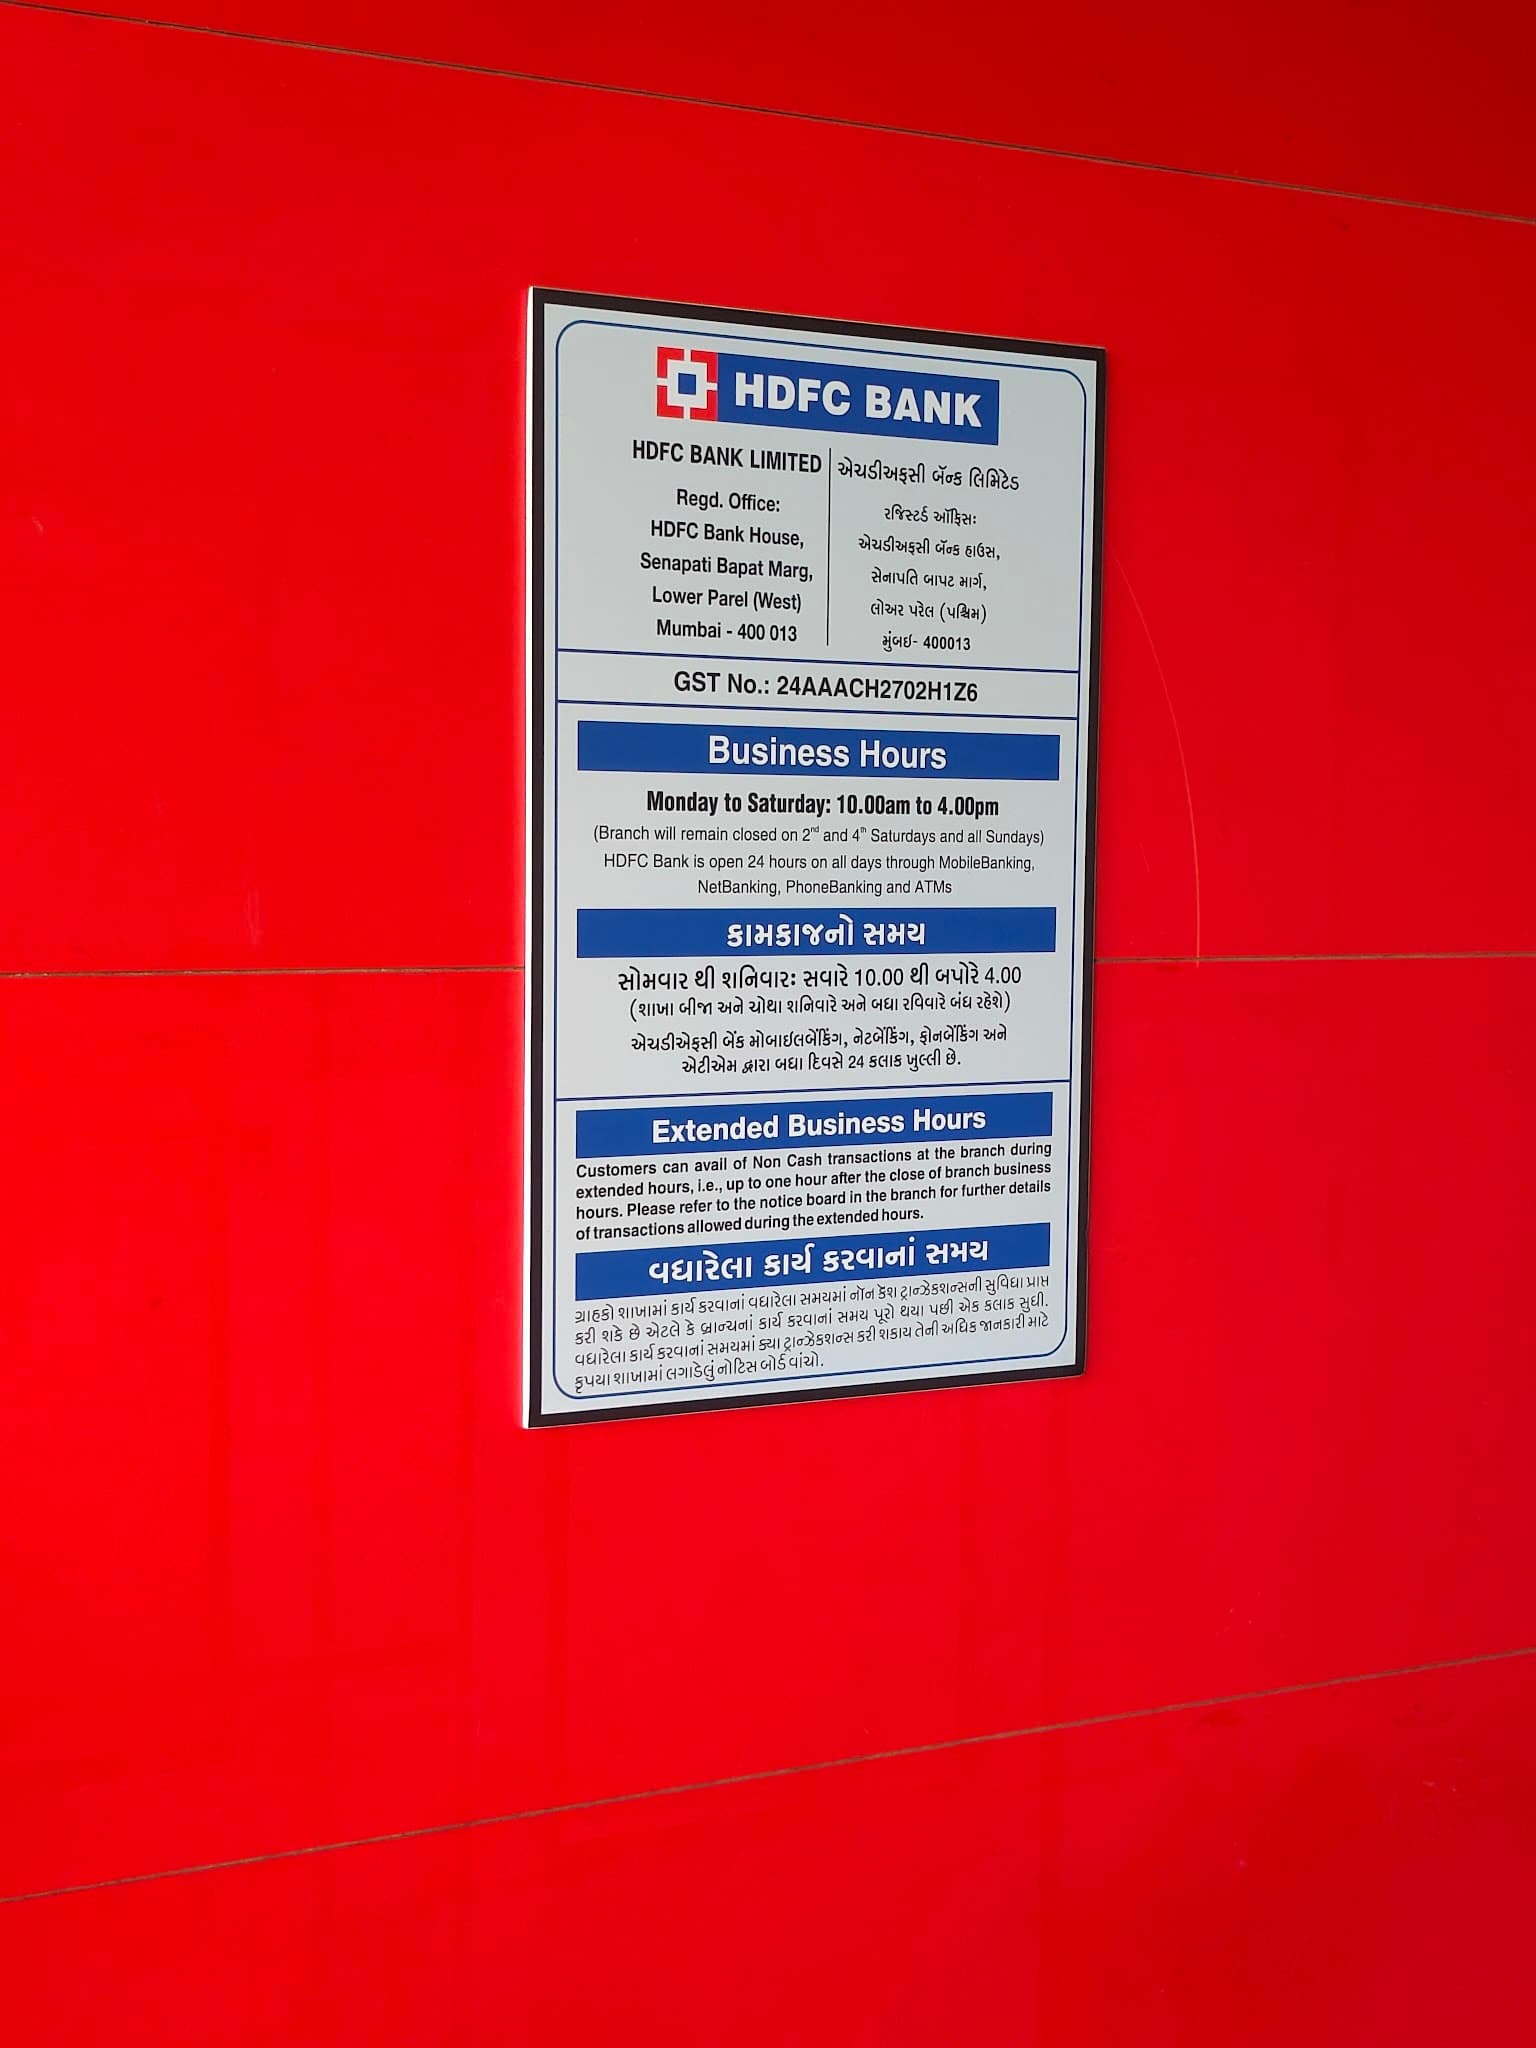 HDFC BANK
HDFC BANK LIMITED
Regd. Office:
HDFC Bank House,
Senapati Bapat Marg,
Lower Parel (West)
Mumbai - 400 013
એચડીઅફસી બૅન્ક લિમિટેડ
રજિસ્ટર્ડ ઑફિસઃ
એચડીઅફસી બૅન્ક હાઉસ,
સેનાપતિ બાપટ માર્ગ,
લોઅર પરેલ (પશ્ચિમ)
મુંબઇ- 400013
GST No.: 24AAACH2702H1Z6
Business Hours
Monday to Saturday: 10.00am to 4.00pm
(Branch will remain closed on 2nd and 4th Saturdays and all Sundays)
HDFC Bank is open 24 hours on all days through MobileBanking,
NetBanking, PhoneBanking and ATMs
કામકાજનો સમય
સોમવાર થી શનિવારઃ સવારે 10.00 થી બપોરે 4.00
(શાખા બીજા અને ચોથા શનિવારે અને બધા રવિવારે બંધ રહેશે)
એચડીએફસી બેંક મોબાઈલબેંકિંગ, નેટબેંકિંગ, ફોનબેંકિંગ અને
એટીએમ દ્વારા બધા દિવસે 24 કલાક ખુલ્લી છે.
Extended Business Hours
Customers can avail of Non Cash transactions at the branch during
extended hours, i.e., up to one hour after the close of branch business
hours. Please refer to the notice board in the branch for further details
of transactions allowed during the extended hours.
વધારેલા કાર્ય કરવાનાં સમય
ગ્રાહકો શાખામાં કાર્ય કરવાનાં વધારેલા સમયમાં નૉન કૅશ ટ્રાન્ઝેકશન્સની સુવિધા પ્રાપ્ત
કરી શકે છે એટલે કે બ્રાન્ચનાં કાર્ય કરવાનાં સમય પૂરો થયા પછી એક કલાક સુધી.
વધારેલા કાર્ય કરવાનાં સમયમાં ક્યા ટ્રાન્ઝેકશન્સ કરી શકાય તેની અધિક જાનકારી માટે
કૃપયા શાખામાં લગાડેલું નોટિસ બોર્ડ વાંચો.